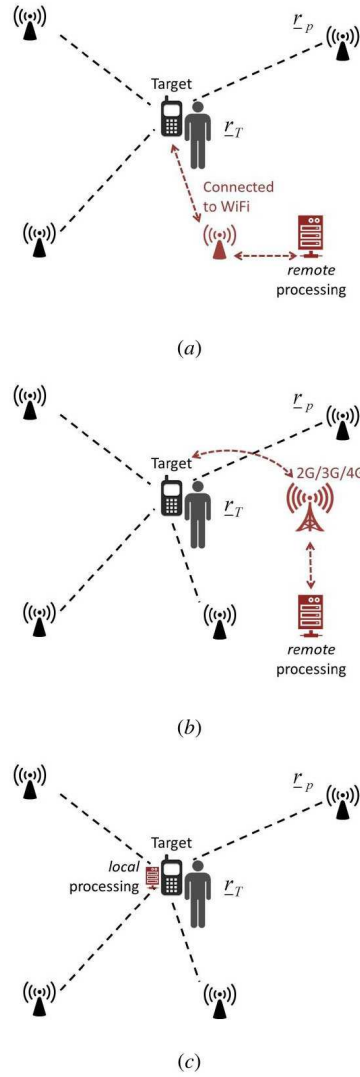 r_p
Target
r_T
Connected
to WiFi
remote
processing
(a)
r_p
Target
2G/3G/4G
r_T
remote
processing
(b)
r_p
Target
local
processing
r_T
(c)